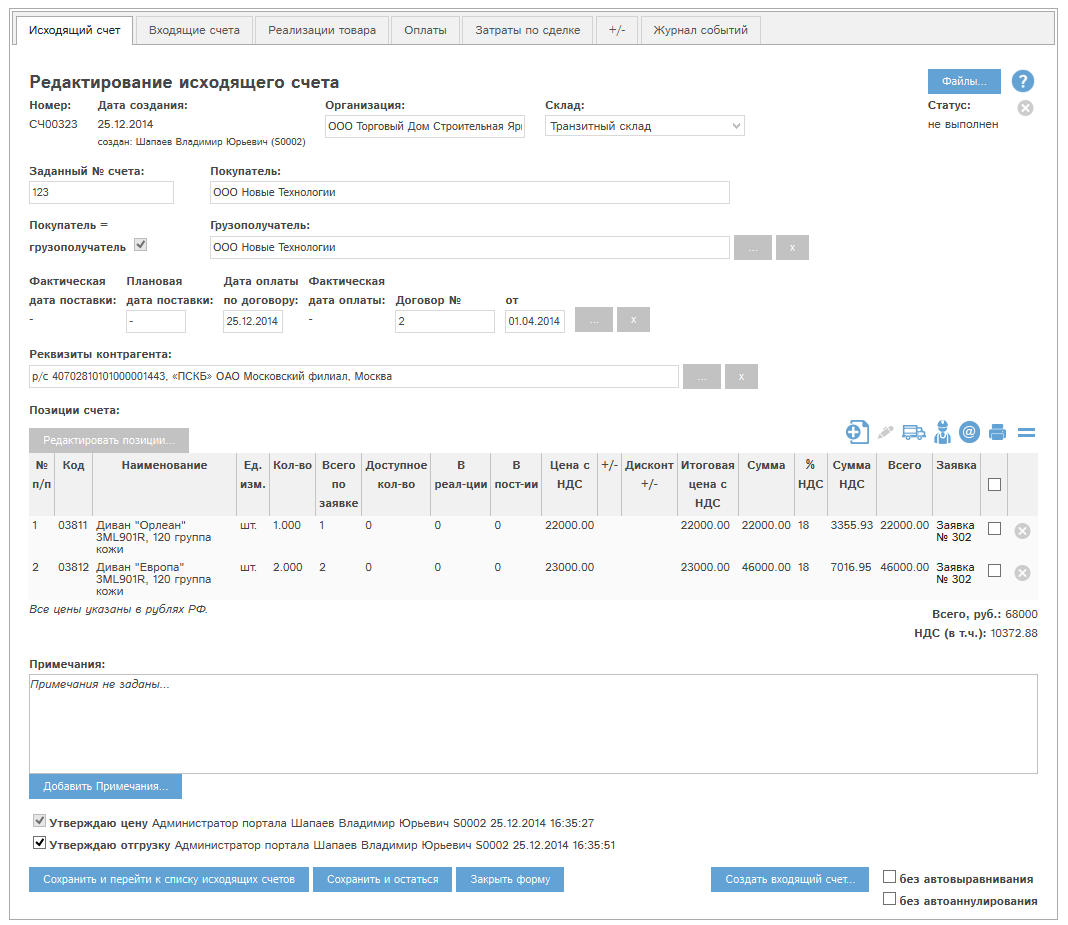 Исходящий счет Входящие счета Реализации товара Оплаты Затраты по сделке +/- Журнал событий
Редактирование исходящего счета Файлы... ?
Номер: Дата создания: Организация: Склад: Статус:
СЧ00323 25.12.2014 ООО Торговый Дом Строительная Яр Транзитный склад не выполнен
создан: Шапаев Владимир Юрьевич (S0002)
Заданный № счета: Покупатель:
123 ООО Новые Технологии
Покупатель = Грузополучатель:
грузополучатель ООО Новые Технологии ... x
Фактическая Плановая Дата оплаты Фактическая
дата поставки: дата поставки: по договору: дата оплаты: Договор № от
- - 25.12.2014 - 2 01.04.2014 ... x
Реквизиты контрагента:
р/с 40702810101000001443, «ПСКБ» ОАО Московский филиал, Москва ... x
Позиции счета:
Редактировать позиции... @
№ Код Наименование Ед. Кол-во Всего Доступное В В Цена с +/- Дисконт Итоговая Сумма % Сумма Всего Заявка
п/п изм. по кол-во реал-ции пост-ии НДС +/- цена с НДС НДС
заявке НДС
1 03811 Диван "Орлеан" шт. 1.000 1 0 0 0 22000.00 22000.00 22000.00 18 3355.93 22000.00 Заявка
3ML901R, 120 группа № 302
кожи
2 03812 Диван "Европа" шт. 2.000 2 0 0 0 23000.00 23000.00 46000.00 18 7016.95 46000.00 Заявка
3ML901R, 120 группа № 302
кожи
Все цены указаны в рублях РФ. Всего, руб.: 68000
НДС (в т.ч.): 10372.88
Примечания:
Примечания не заданы...
Добавить Примечания...
Утверждаю цену Администратор портала Шапаев Владимир Юрьевич S0002 25.12.2014 16:35:27
Утверждаю отгрузку Администратор портала Шапаев Владимир Юрьевич S0002 25.12.2014 16:35:51
Сохранить и перейти к списку исходящих счетов Сохранить и остаться Закрыть форму Создать входящий счет... без автовыравнивания
без автоаннулирования